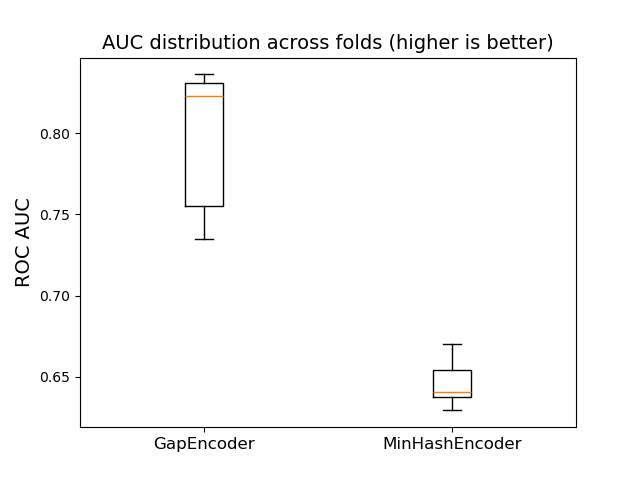 AUC distribution across folds (higher is better)
ROC AUC
0.80
0.75
0.70
0.65
GapEncoder
MinHashEncoder